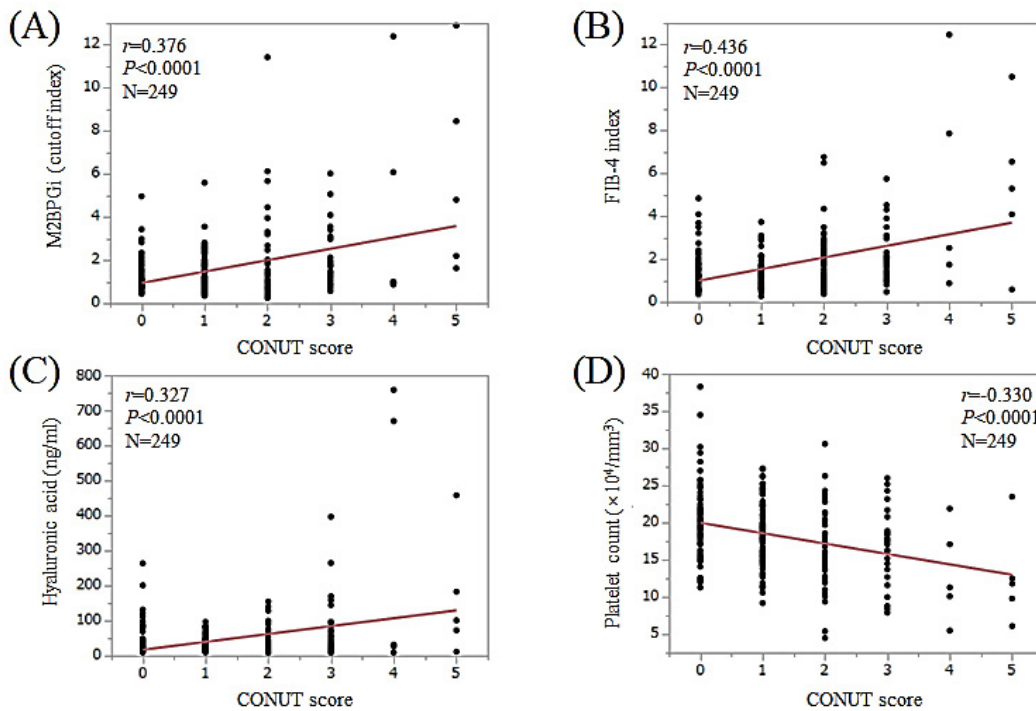 (A)
r=0.376
P<0.0001
N=249
M2BPGi (cutoff index)
12
10
8
6
4
2
0
0 1 2 3 4 5
CONUT score
(B)
r=0.436
P<0.0001
N=249
FIB-4 index
12
10
8
6
4
2
0
0 1 2 3 4 5
CONUT score
(C)
r=0.327
P<0.0001
N=249
Hyaluronic acid (ng/ml)
800
700
600
500
400
300
200
100
0
0 1 2 3 4 5
CONUT score
(D)
r=-0.330
P<0.0001
N=249
Platelet count (×10⁴/mm³)
40
35
30
25
20
15
10
5
0 1 2 3 4 5
CONUT score